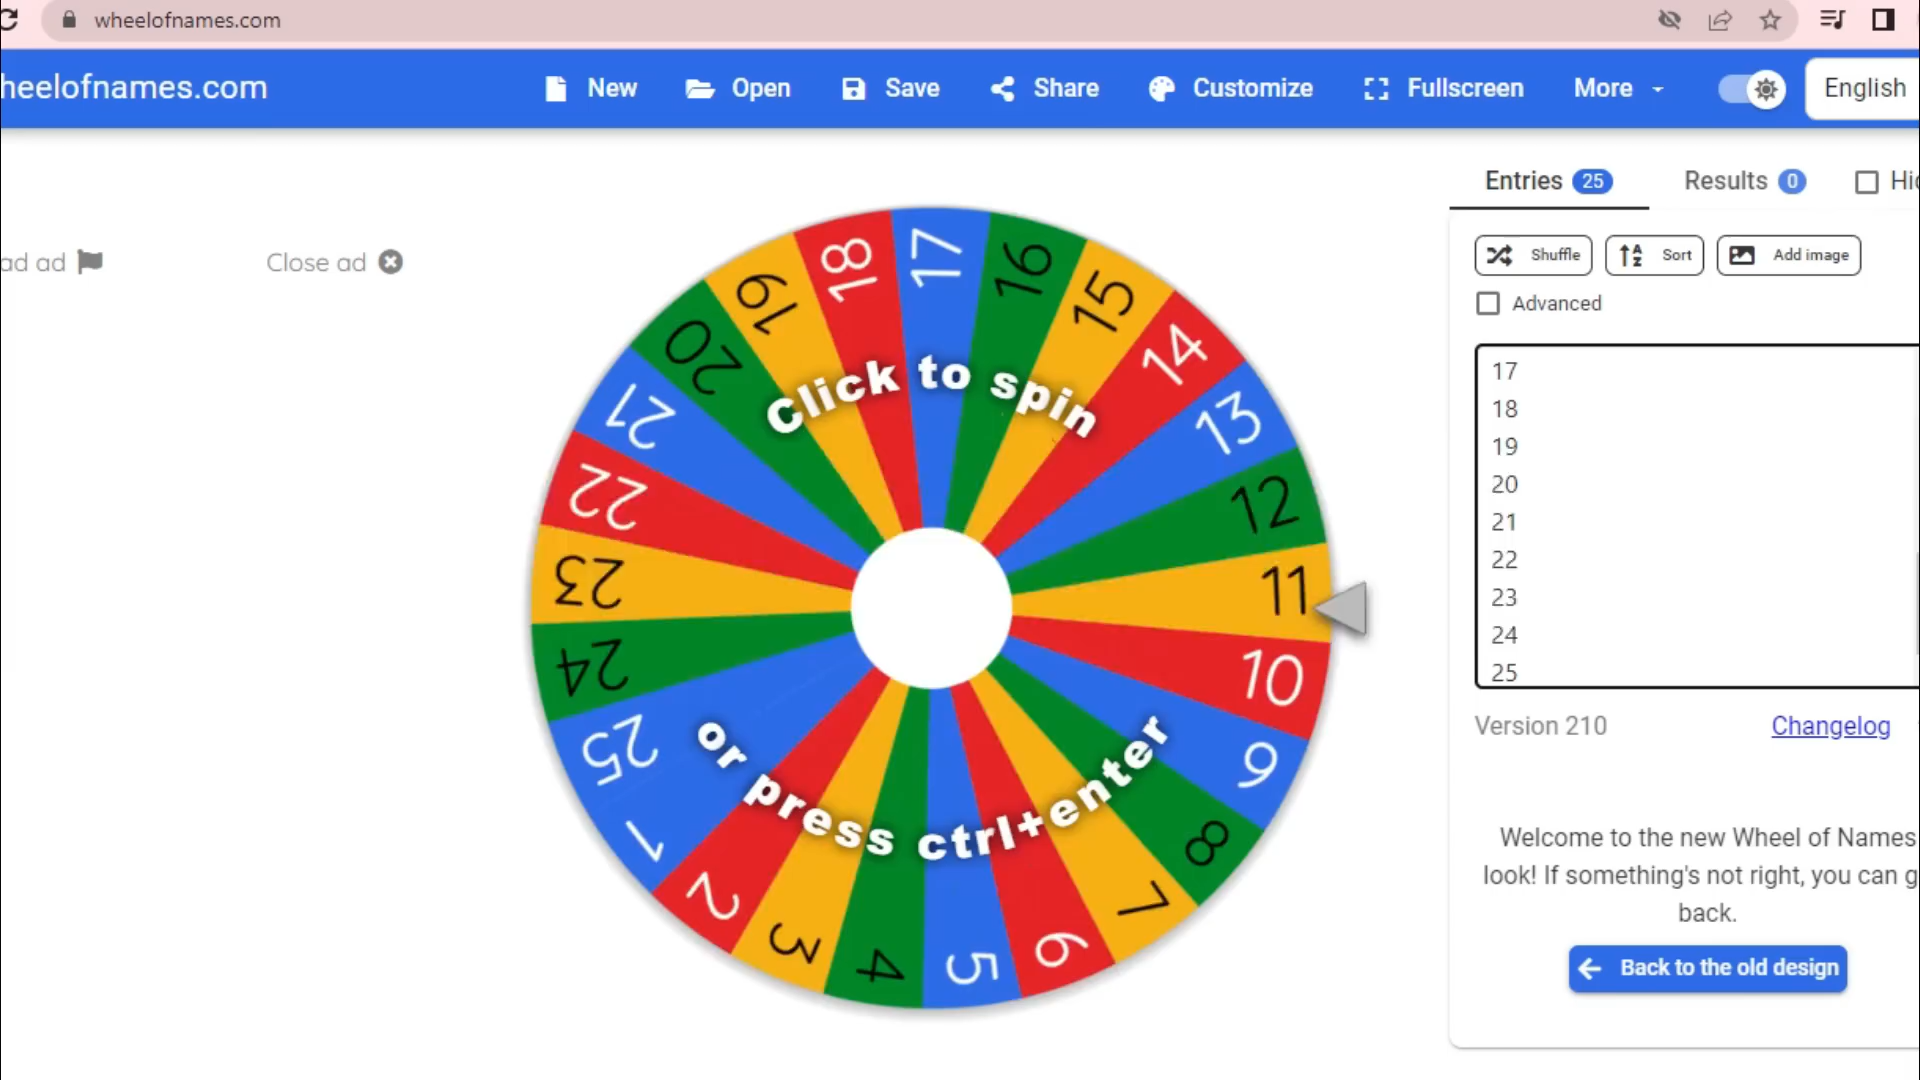 wheelofnames.com
heelofnames.com
New
Open
Save
Share
Customize
Fullscreen
More
English
ad ad
Close ad
Entries 25
Results 0
Hid
Shuffle
Sort
Add image
Advanced
17
18
19
20
21
22
23
24
25
Version 210
Changelog
Welcome to the new Wheel of Names
look! If something's not right, you can g
back.
Back to the old design
Click to spin
or press ctrl+enter
1
2
3
4
5
6
7
8
9
10
11
12
13
14
15
16
17
18
19
20
21
22
23
24
25